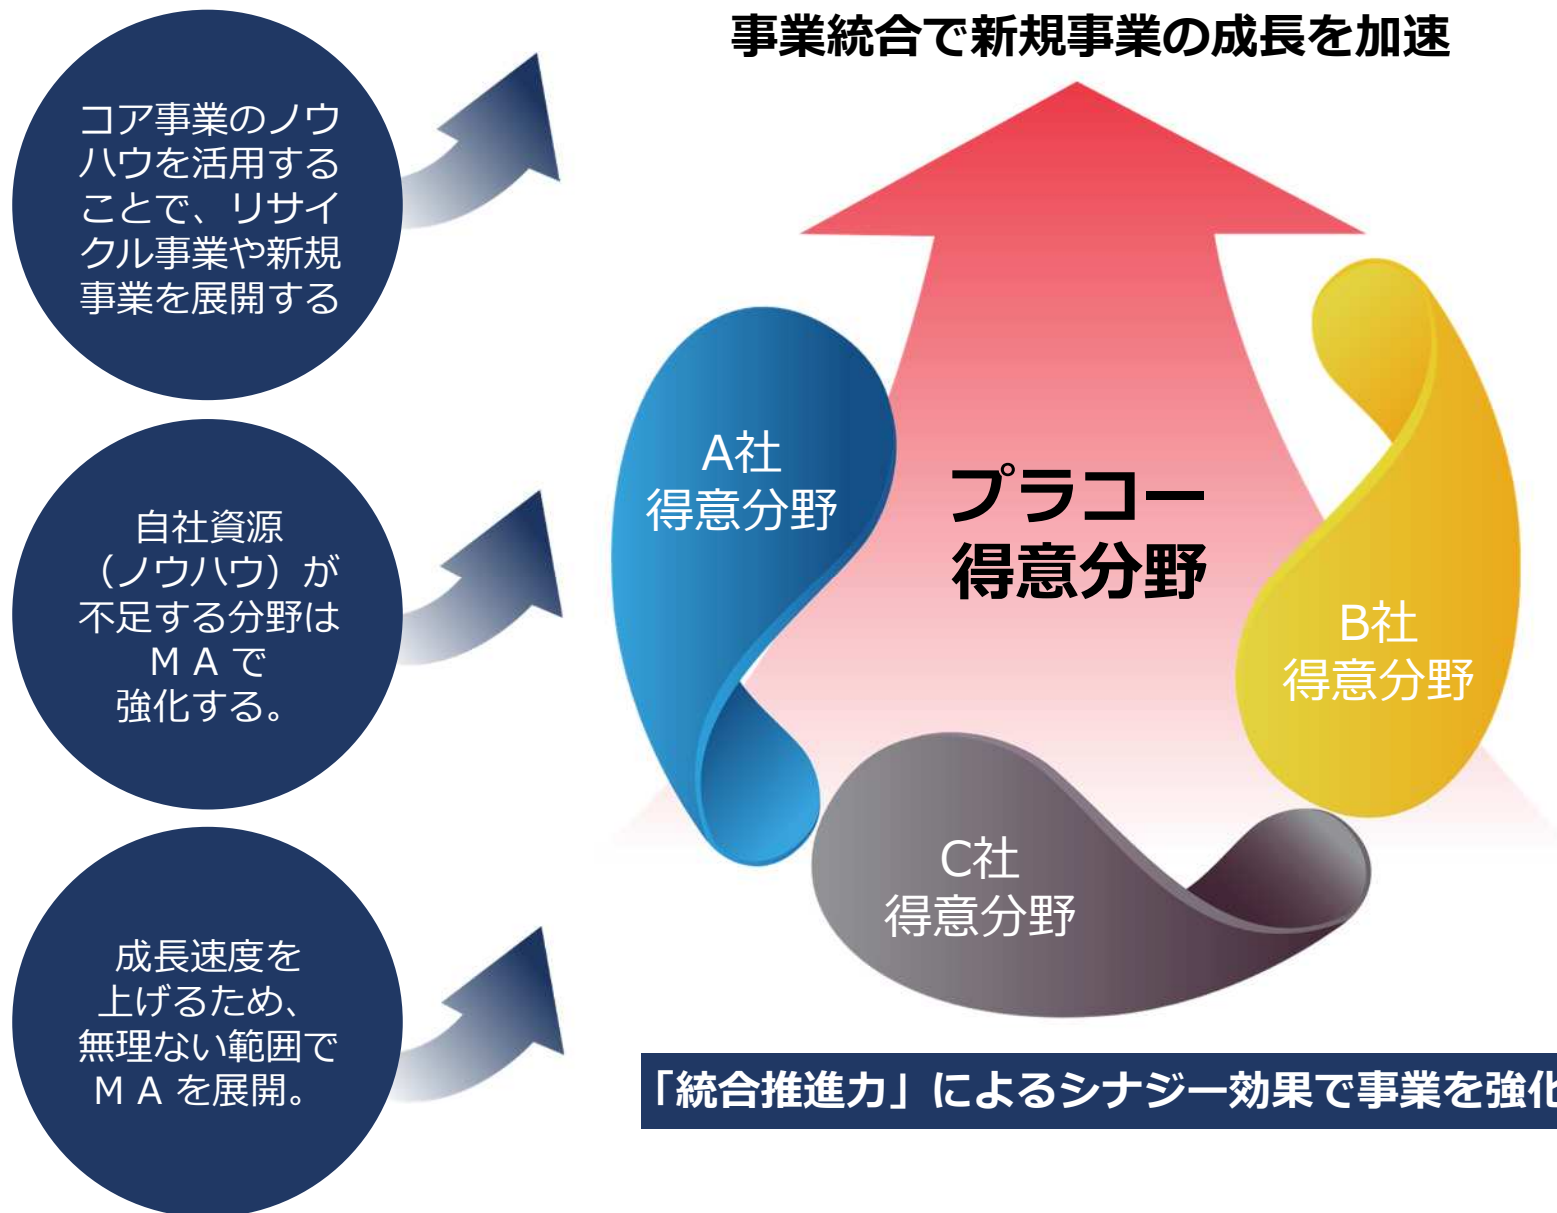 事業統合で新規事業の成長を加速
コア事業のノウ
ハウを活用する
ことで、リサイ
クル事業や新規
事業を展開する
自社資源
（ノウハウ）が
不足する分野は
ＭＡで
強化する。
成長速度を
上げるため、
無理ない範囲で
ＭＡを展開。
A社
得意分野
プラコー
得意分野
B社
得意分野
C社
得意分野
「統合推進力」によるシナジー効果で事業を強化